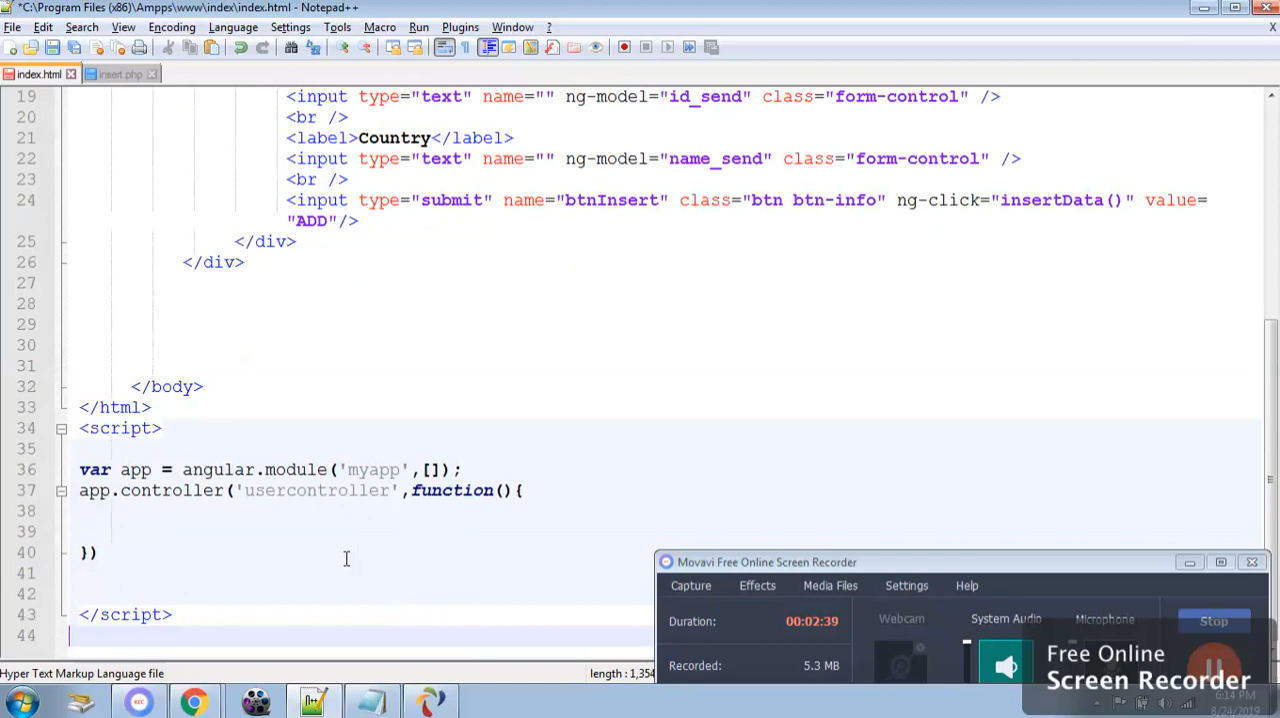 *C:\Program Files (x86)\Ampps\www\index\index.html - Notepad++
File Edit Search View Encoding Language Settings Tools Macro Run Plugins Window ? X
index.html insert.php
19 <input type="text" name="" ng-model="id_send" class="form-control" />
20 <br />
21 <label>Country</label>
22 <input type="text" name="" ng-model="name_send" class="form-control" />
23 <br />
24 <input type="submit" name="btnInsert" class="btn btn-info" ng-click="insertData()" value=
"ADD"/>
25 </div>
26 </div>
27
28
29
30
31
32 </body>
33 </html>
34 <script>
35
36 var app = angular.module('myapp',[]);
37 app.controller('usercontroller',function(){
38
39
40 })
41
42
43 </script>
44
Movavi Free Online Screen Recorder
Capture Effects Media Files Settings Help
Duration: 00:02:39 Webcam System Audio Microphone Stop
Recorded: 5.3 MB
Free Online
Screen Recorder
Hyper Text Markup Language file length : 1,354
6:14 PM
8/24/2019